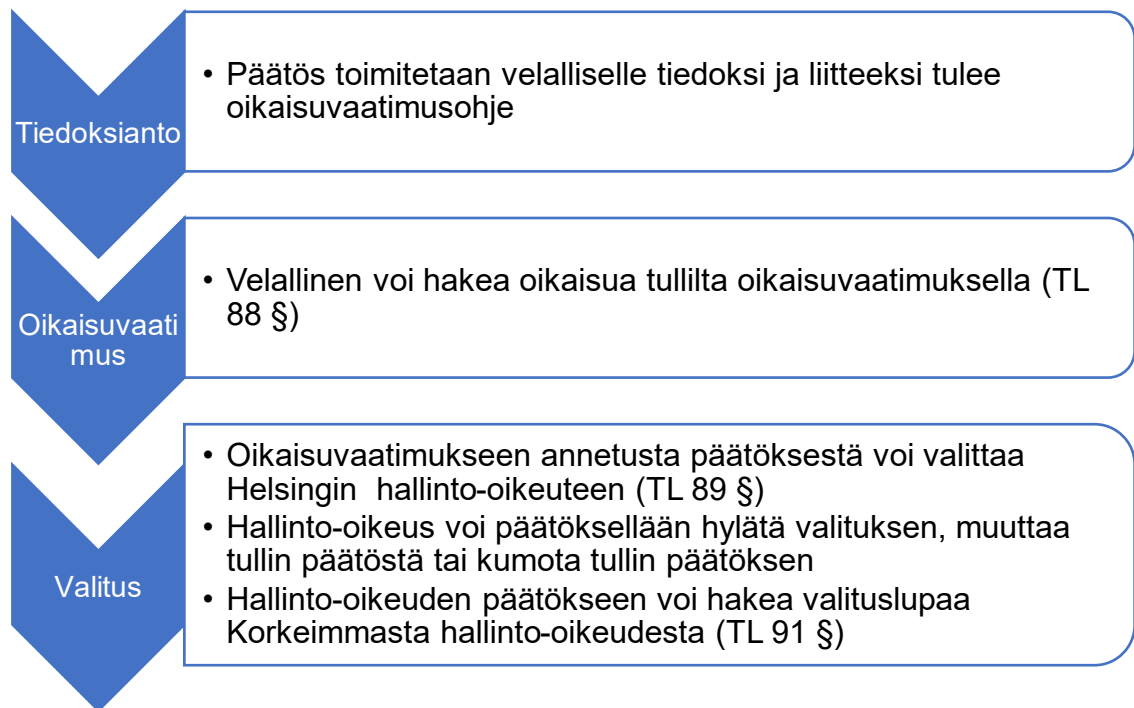 Tiedoksianto
• Päätös toimitetaan velalliselle tiedoksi ja liitteeksi tulee
oikaisuvaatimusohje
Oikaisuvaati
mus
• Velallinen voi hakea oikaisua tullilta oikaisuvaatimuksella (TL
88 §)
Valitus
• Oikaisuvaatimukseen annetusta päätöksestä voi valittaa
Helsingin  hallinto-oikeuteen (TL 89 §)
• Hallinto-oikeus voi päätöksellään hylätä valituksen, muuttaa
tullin päätöstä tai kumota tullin päätöksen
• Hallinto-oikeuden päätökseen voi hakea valituslupaa
Korkeimmasta hallinto-oikeudesta (TL 91 §)